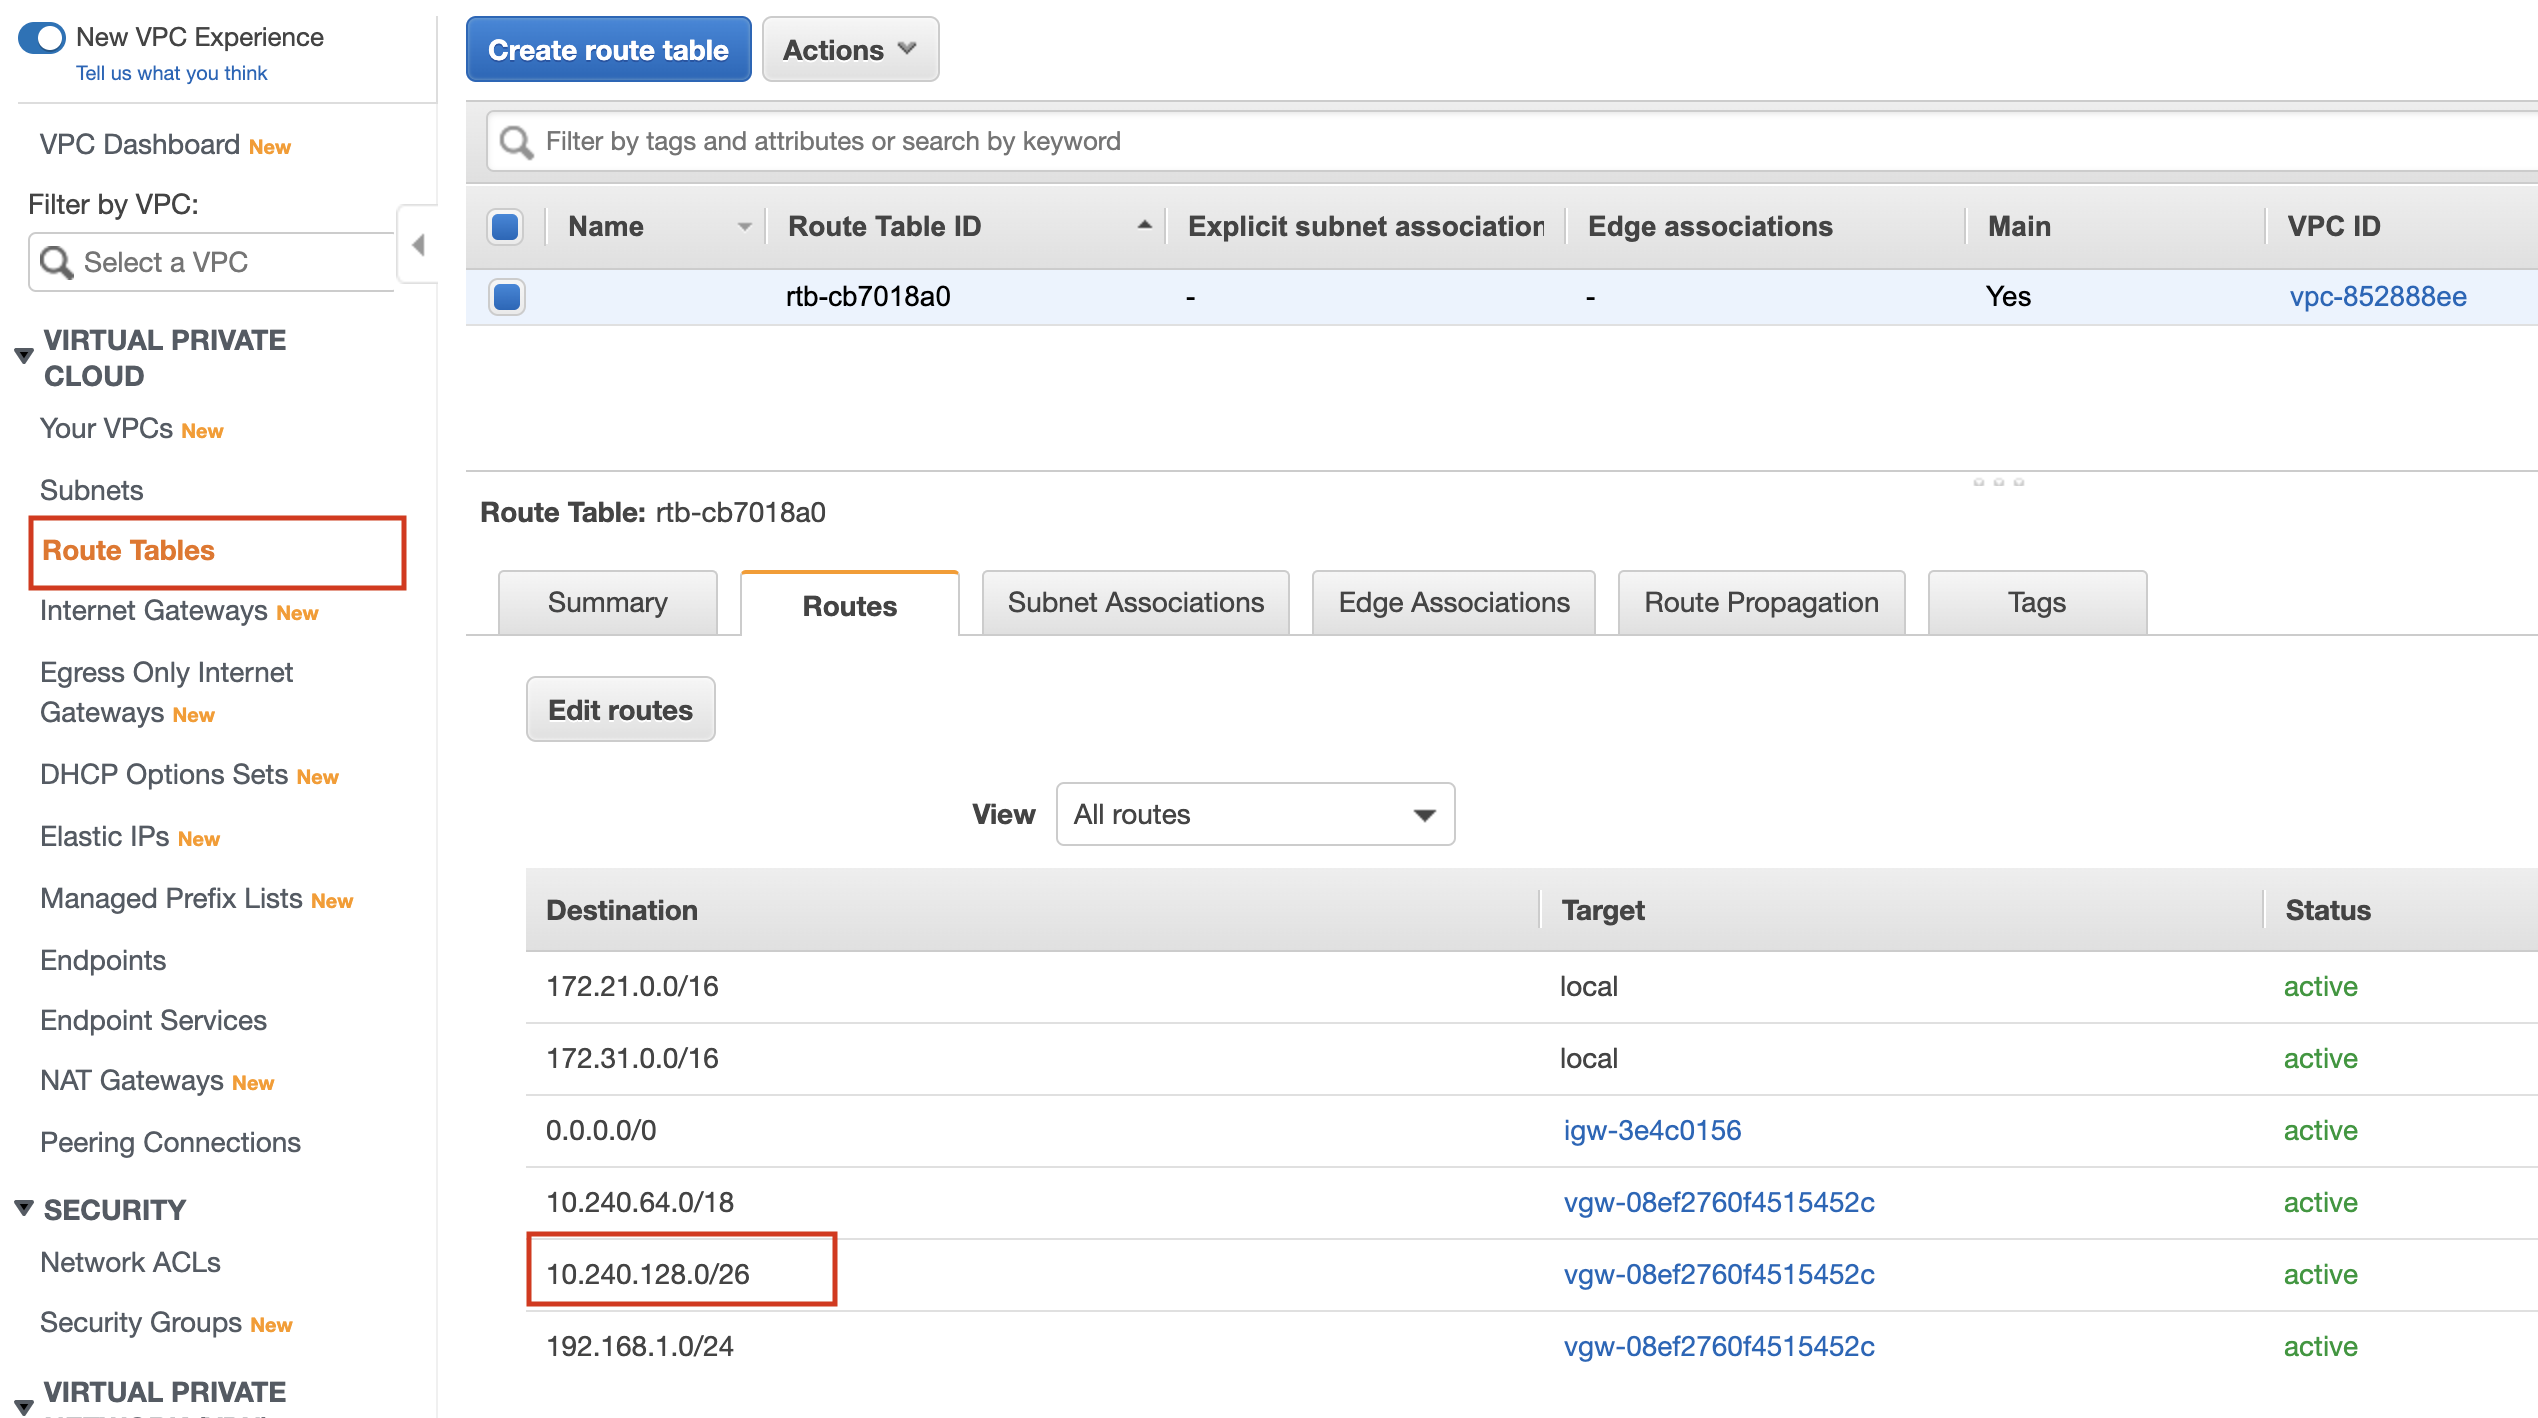 New VPC Experience
Tell us what you think
VPC Dashboard New
Filter by VPC:
Select a VPC
VIRTUAL PRIVATE
CLOUD
Your VPCs New
Subnets
Route Tables
Internet Gateways New
Egress Only Internet
Gateways New
DHCP Options Sets New
Elastic IPs New
Managed Prefix Lists New
Endpoints
Endpoint Services
NAT Gateways New
Peering Connections
SECURITY
Network ACLs
Security Groups New
VIRTUAL PRIVATE
Create route table Actions
Filter by tags and attributes or search by keyword
Name Route Table ID Explicit subnet association Edge associations Main VPC ID
rtb-cb7018a0 - - Yes vpc-852888ee
Route Table: rtb-cb7018a0
Summary Routes Subnet Associations Edge Associations Route Propagation Tags
Edit routes
View All routes
Destination Target Status
172.21.0.0/16 local active
172.31.0.0/16 local active
0.0.0.0/0 igw-3e4c0156 active
10.240.64.0/18 vgw-08ef2760f4515452c active
10.240.128.0/26 vgw-08ef2760f4515452c active
192.168.1.0/24 vgw-08ef2760f4515452c active